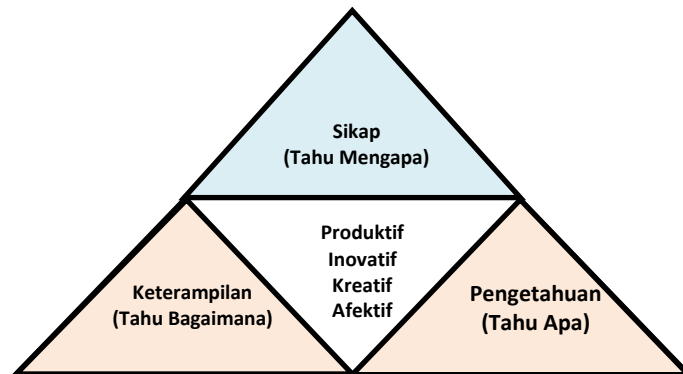 Sikap
(Tahu Mengapa)
Produktif
Inovatif
Kreatif
Afektif
Keterampilan
(Tahu Bagaimana)
Pengetahuan
(Tahu Apa)